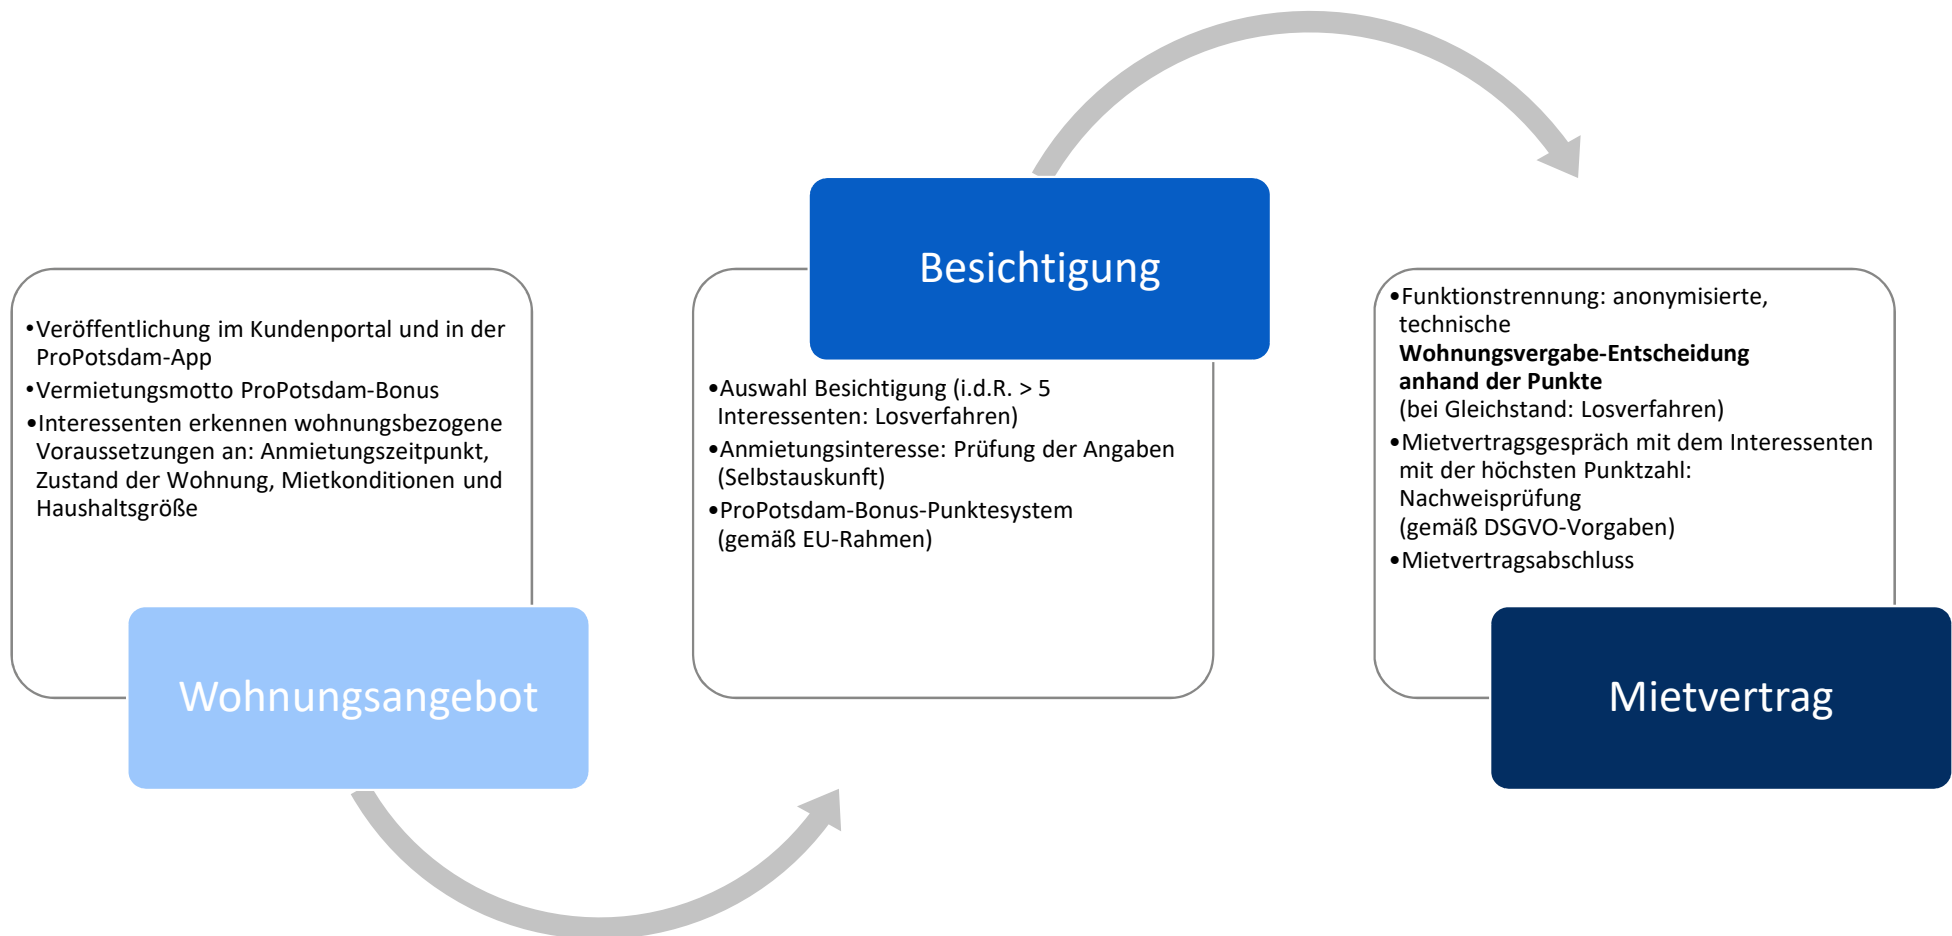 •Veröffentlichung im Kundenportal und in der
ProPotsdam-App
•Vermietungsmotto ProPotsdam-Bonus
•Interessenten erkennen wohnungsbezogene
Voraussetzungen an: Anmietungszeitpunkt,
Zustand der Wohnung, Mietkonditionen und
Haushaltsgröße
Wohnungsangebot
Besichtigung
•Auswahl Besichtigung (i.d.R. > 5
Interessenten: Losverfahren)
•Anmietungsinteresse: Prüfung der Angaben
(Selbstauskunft)
•ProPotsdam-Bonus-Punktesystem
(gemäß EU-Rahmen)
•Funktionstrennung: anonymisierte,
technische
Wohnungsvergabe-Entscheidung
anhand der Punkte
(bei Gleichstand: Losverfahren)
•Mietvertragsgespräch mit dem Interessenten
mit der höchsten Punktzahl:
Nachweisprüfung
(gemäß DSGVO-Vorgaben)
•Mietvertragsabschluss
Mietvertrag